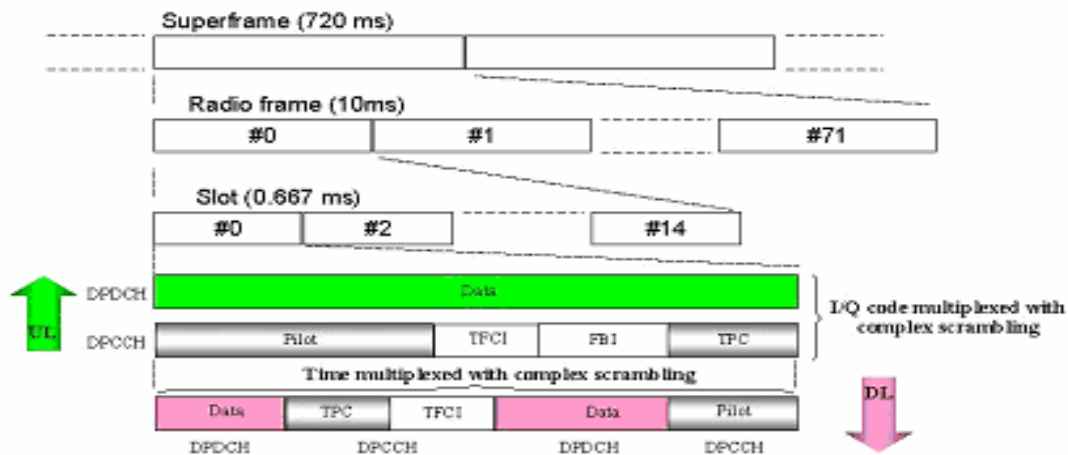 Superframe (720 ms)
Radio frame (10ms)
#0 #1 #71
Slot (0.667 ms)
#0 #2 #14
UL
DPDCH Data
I/Q code multiplexed with
complex scrambling
DPCCH Pilot TFCI FBI TPC
Time multiplexed with complex scrambling
DL
Data TPC TFCI Data Pilot
DPDCH DPCCH DPDCH DPCCH